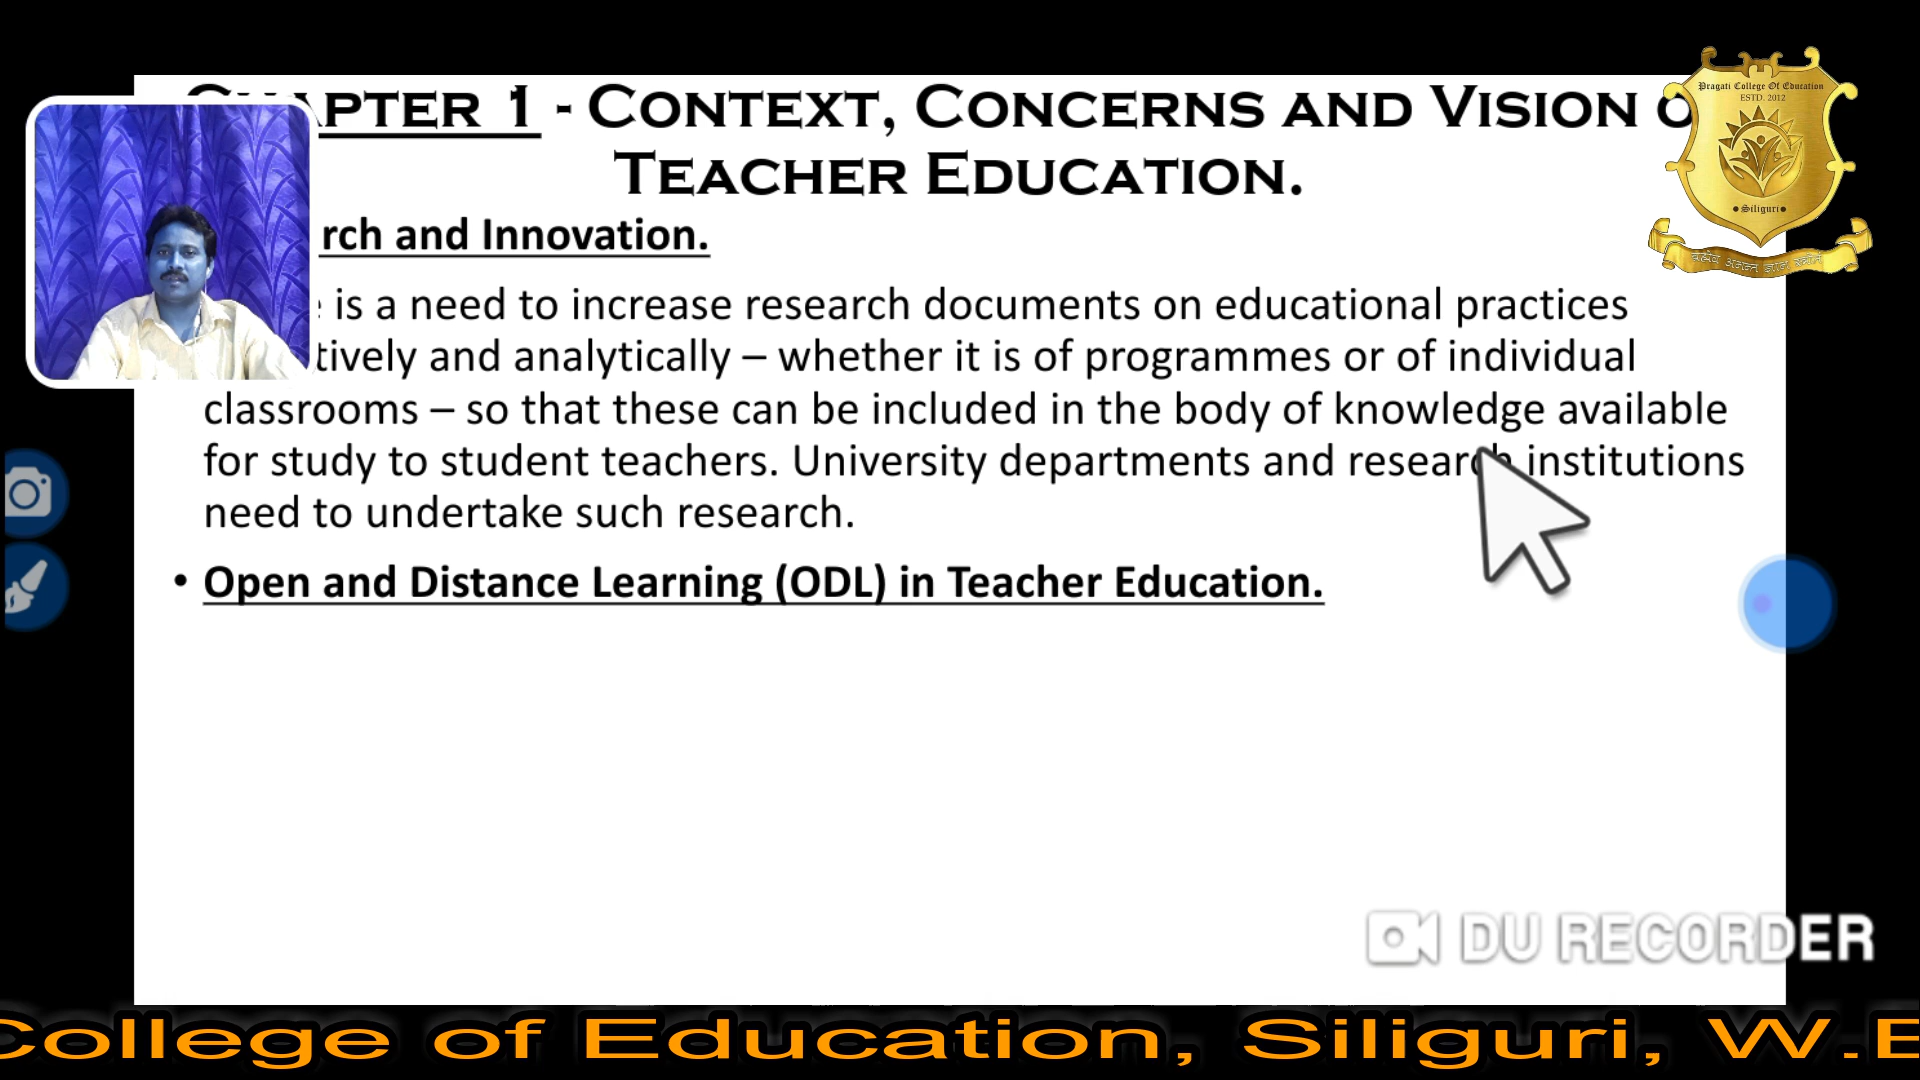 CHAPTER 1 - CONTEXT, CONCERNS AND VISION
TEACHER EDUCATION.
rch and Innovation.
is a need to increase research documents on educational practices
tively and analytically – whether it is of programmes or of individual
classrooms – so that these can be included in the body of knowledge available
for study to student teachers. University departments and research institutions
need to undertake such research.
• Open and Distance Learning (ODL) in Teacher Education.
Pragati College Of Education
ESTD. 2012
•Siliguri•
DU RECORDER
College of Education, Siliguri, W.B